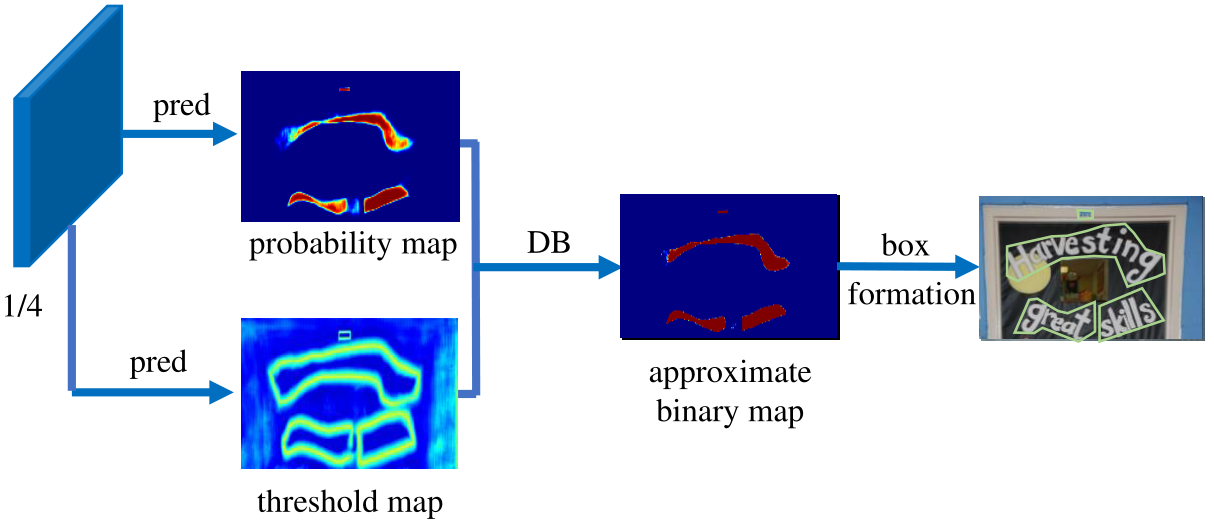 pred
probability map
1/4
pred
threshold map
DB
approximate
binary map
box
formation
Harvesting
great skills